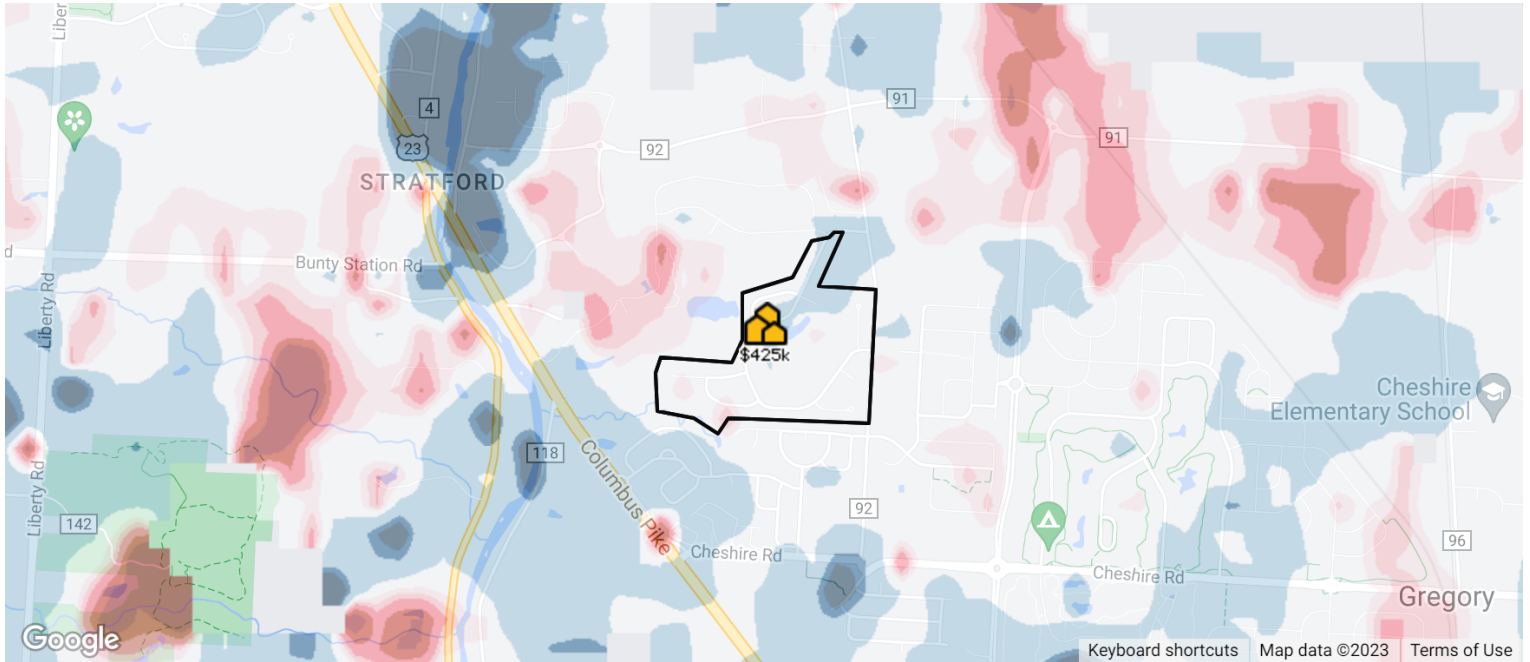 Liberty
4
91
91
92
23
STRATFORD
d
Bunty Station Rd
Liberty Rd
$425k
Cheshire
Elementary School
118
Columbus Pike
Liberty Rd
92
142
Cheshire Rd
96
Cheshire Rd
Gregory
Google
Keyboard shortcuts
Map data ©2023
Terms of Use